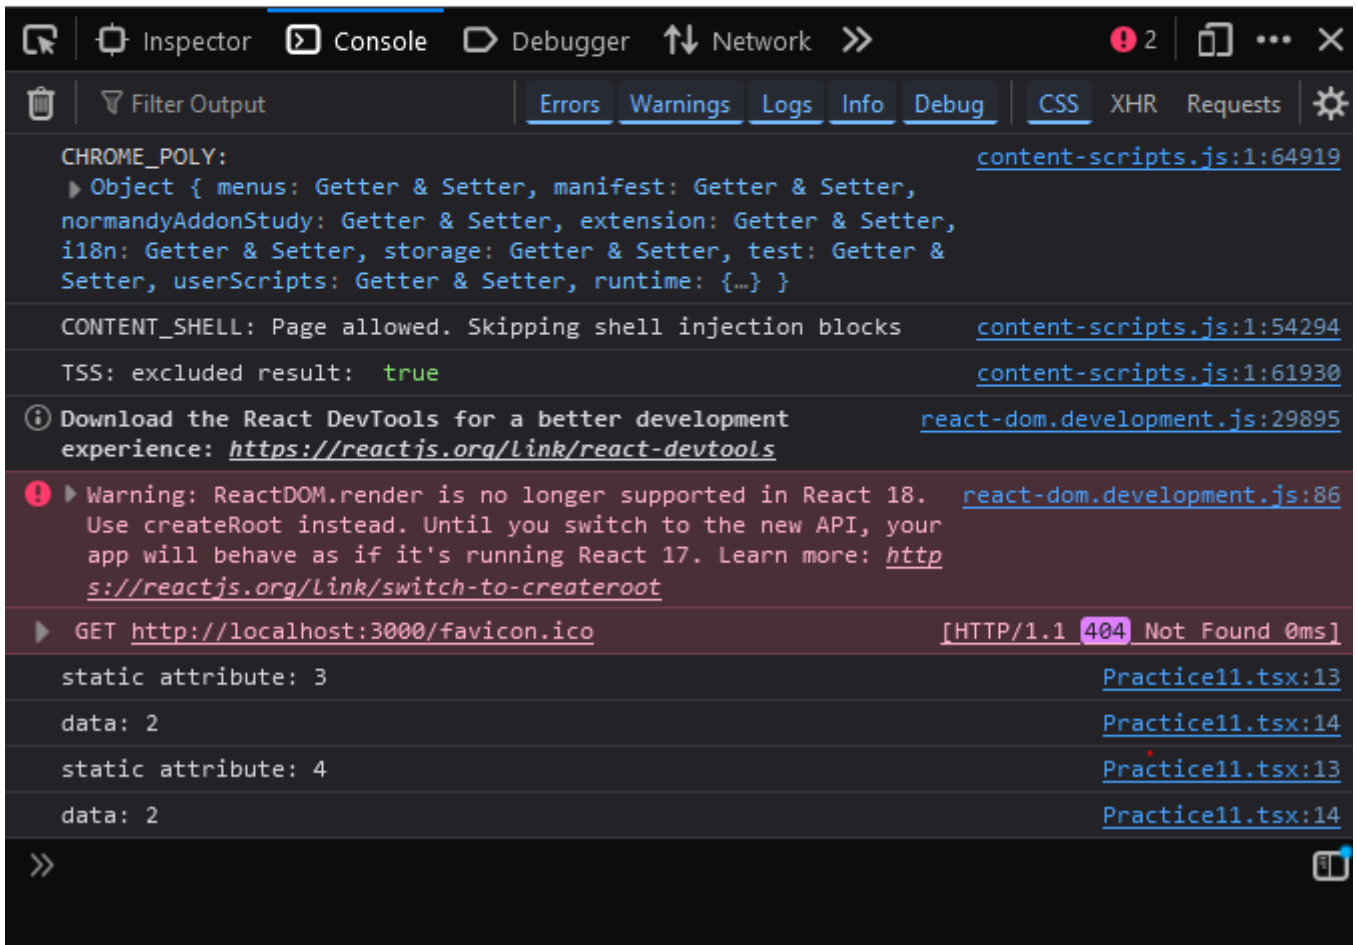 Inspector Console Debugger Network 2
Filter Output Errors Warnings Logs Info Debug CSS XHR Requests
CHROME_POLY: content-scripts.js:1:64919
Object { menus: Getter & Setter, manifest: Getter & Setter,
normandyAddonStudy: Getter & Setter, extension: Getter & Setter,
i18n: Getter & Setter, storage: Getter & Setter, test: Getter &
Setter, userScripts: Getter & Setter, runtime: {…} }
CONTENT_SHELL: Page allowed. Skipping shell injection blocks content-scripts.js:1:54294
TSS: excluded result: true content-scripts.js:1:61930
Download the React DevTools for a better development react-dom.development.js:29895
experience: https://reactjs.org/link/react-devtools
Warning: ReactDOM.render is no longer supported in React 18. react-dom.development.js:86
Use createRoot instead. Until you switch to the new API, your
app will behave as if it's running React 17. Learn more: http
s://reactjs.org/link/switch-to-createroot
GET http://localhost:3000/favicon.ico [HTTP/1.1 404 Not Found 0ms]
static attribute: 3 Practice11.tsx:13
data: 2 Practice11.tsx:14
static attribute: 4 Practice11.tsx:13
data: 2 Practice11.tsx:14